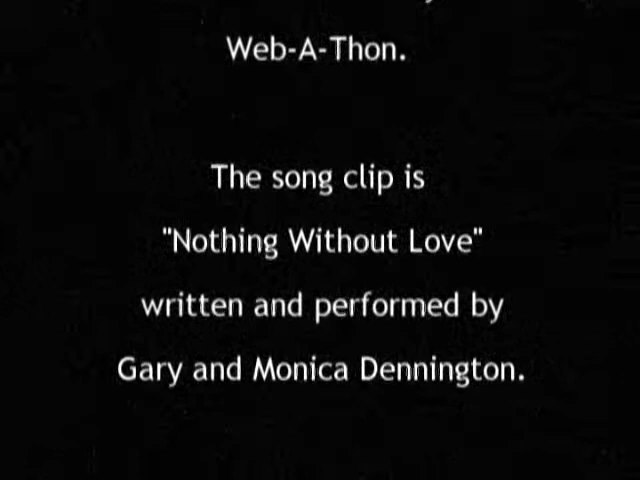 Web-A-Thon.
The song clip is
"Nothing Without Love"
written and performed by
Gary and Monica Dennington.